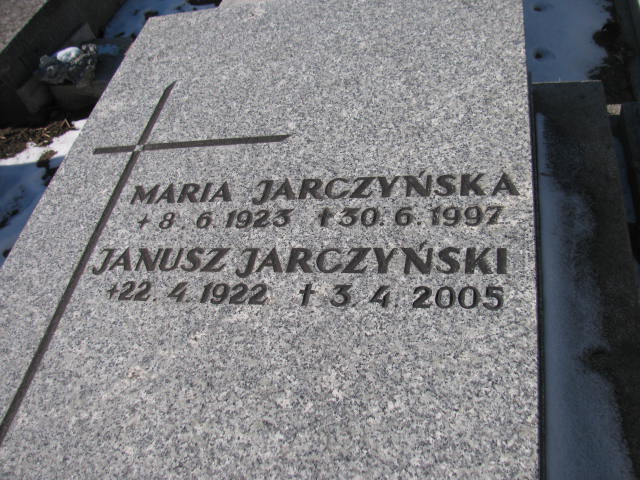 MARIA JARCZYŃSKA
+8.6.1923 †30.6.1997
JANUSZ JARCZYŃSKI
+22.4.1922 †3.4.2005